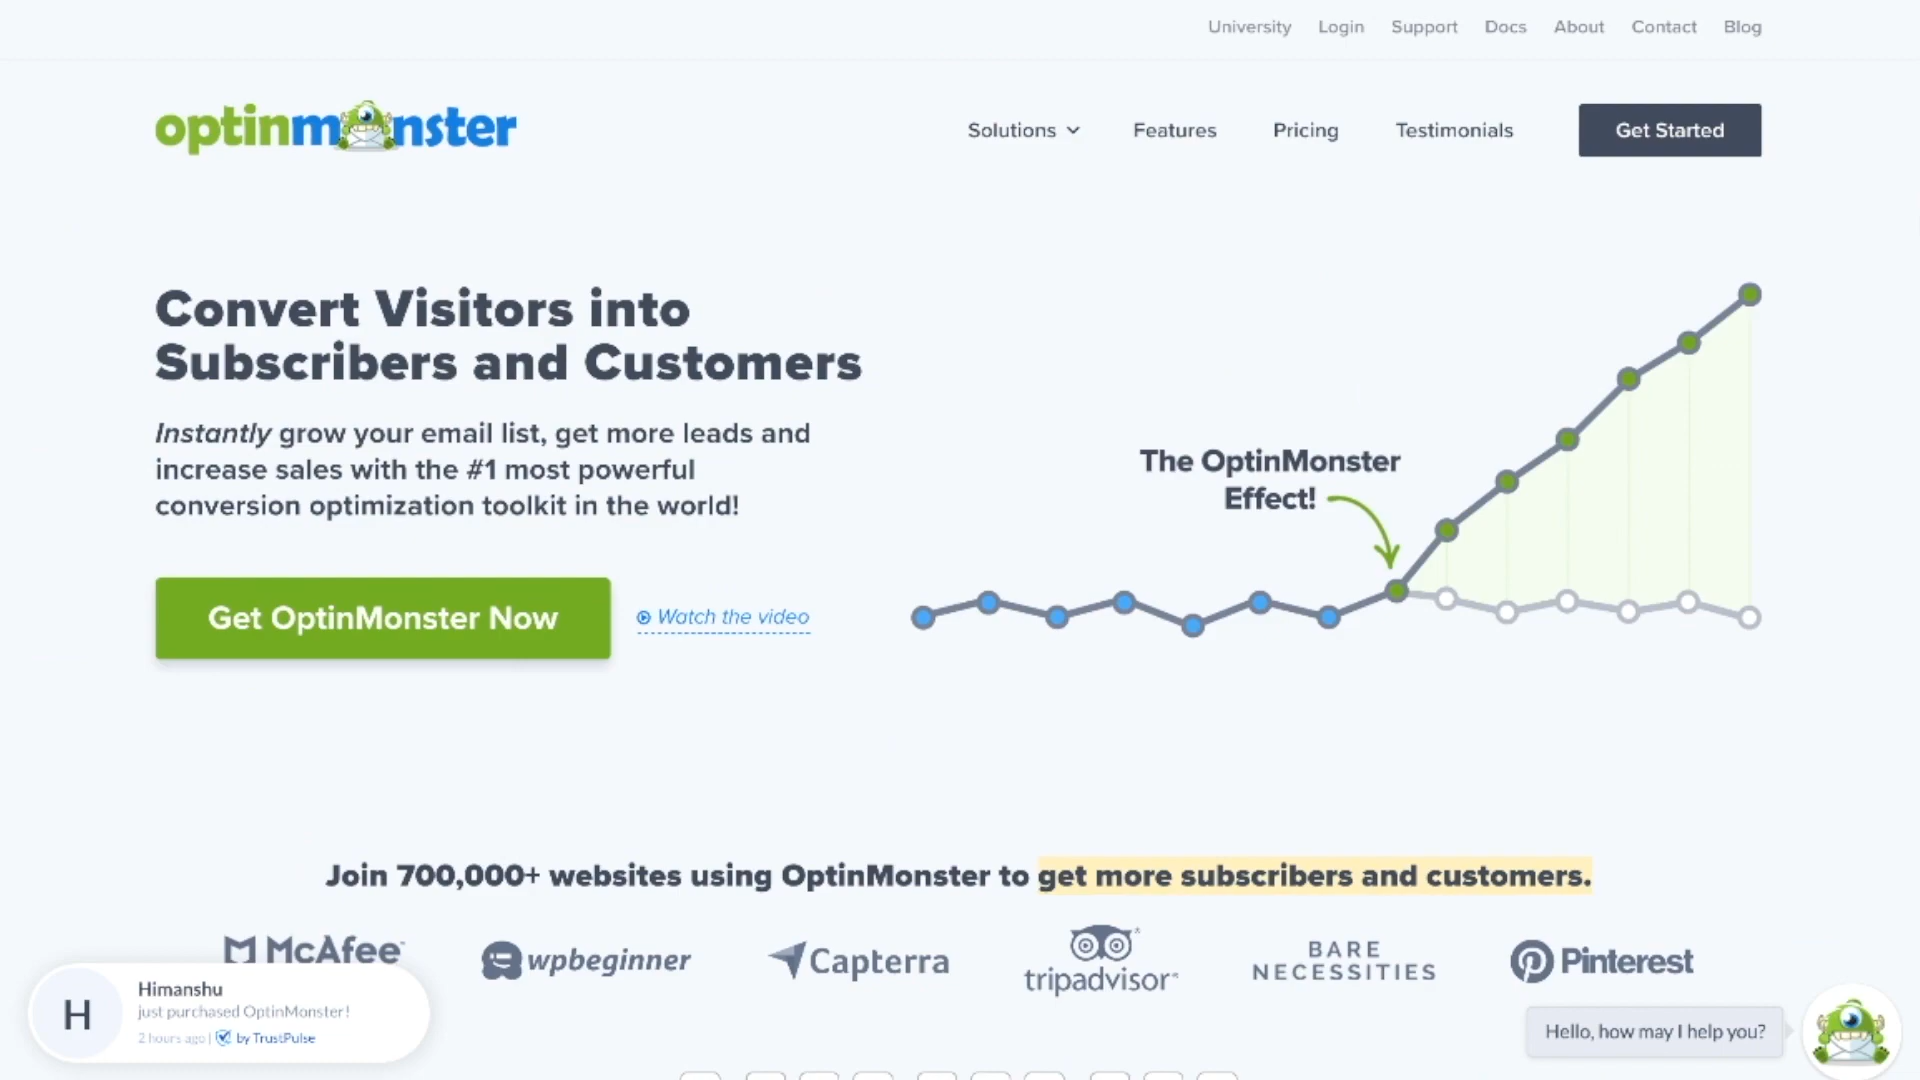 University Login Support Docs About Contact Blog
optinmonster
Solutions Features Pricing Testimonials Get Started
Convert Visitors into
Subscribers and Customers
Instantly grow your email list, get more leads and
increase sales with the #1 most powerful
conversion optimization toolkit in the world!
Get OptinMonster Now
Watch the video
The OptinMonster
Effect!
Join 700,000+ websites using OptinMonster to get more subscribers and customers.
McAfee
wpbeginner
Capterra
tripadvisor
BARE
NECESSITIES
Pinterest
H
Himanshu
just purchased OptinMonster!
2 hours ago | by TrustPulse
Hello, how may I help you?